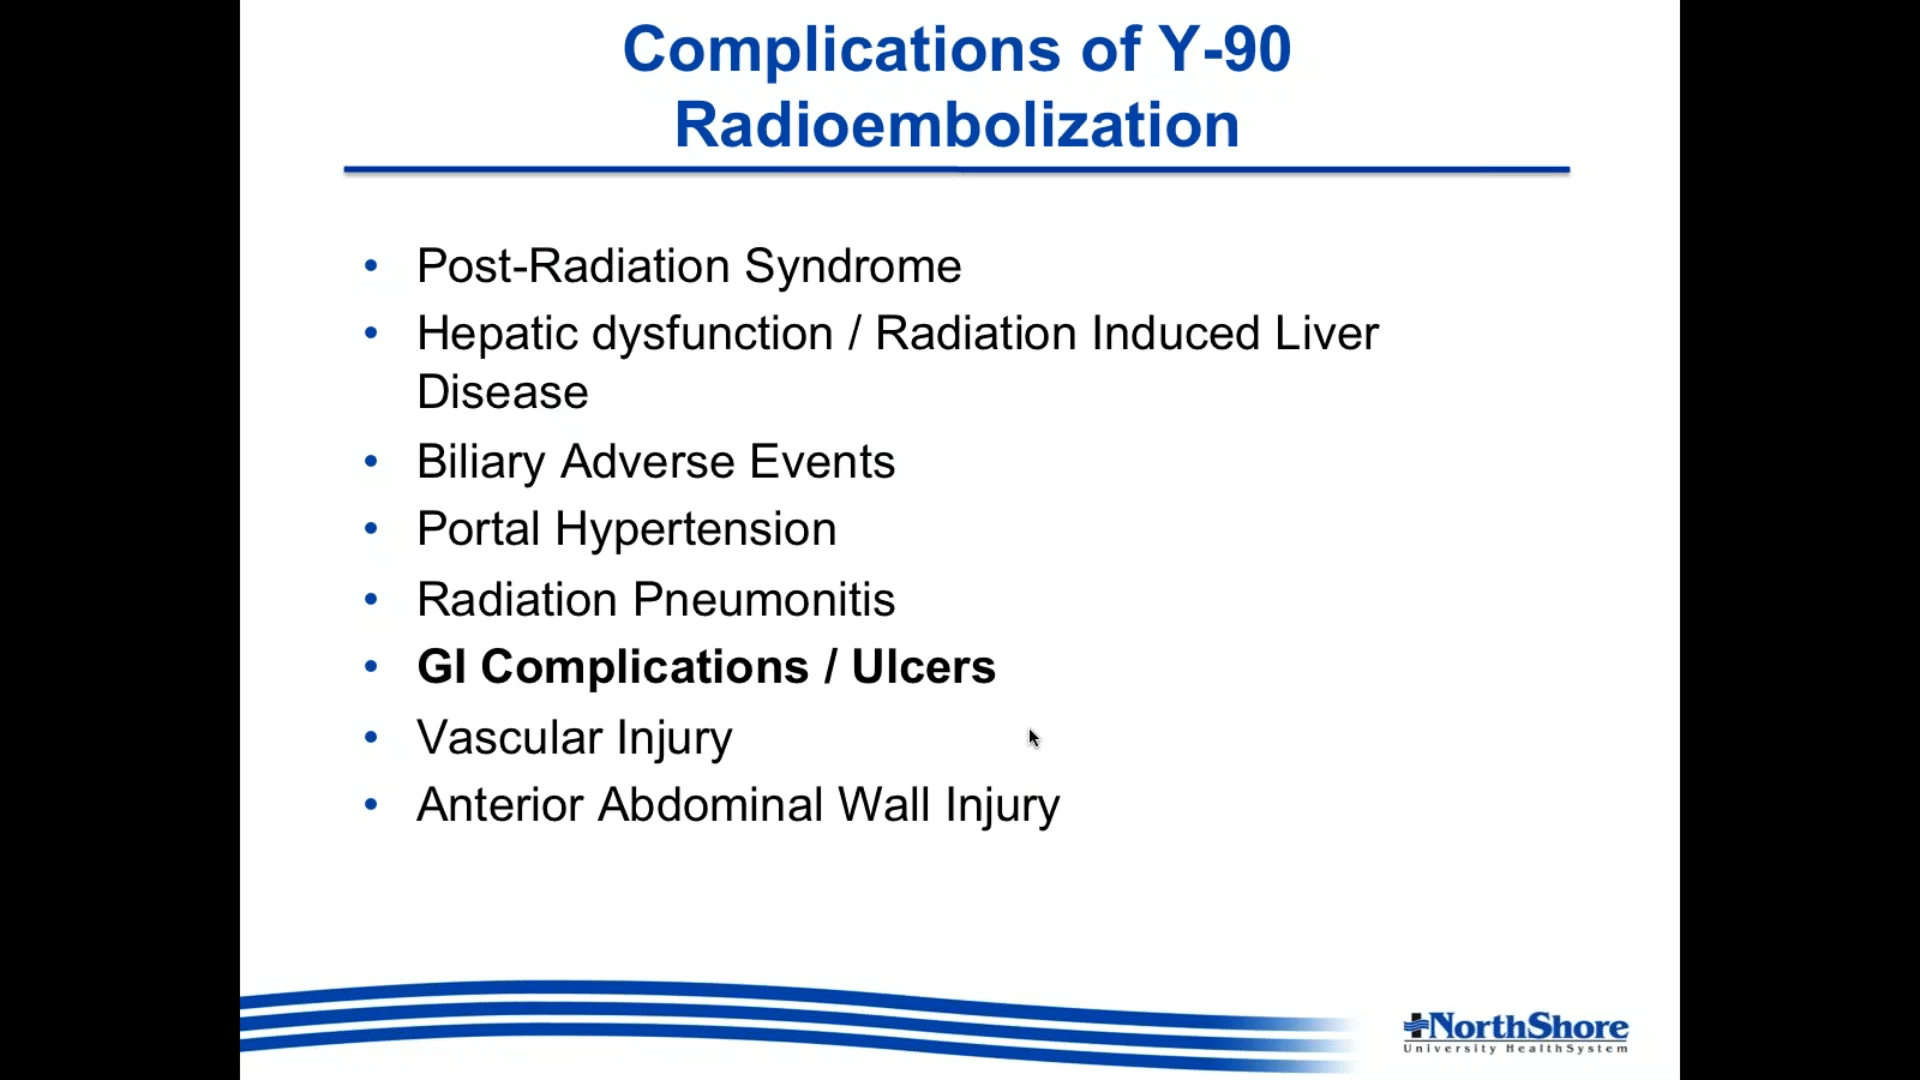 Complications of Y-90
Radioembolization
• Post-Radiation Syndrome
• Hepatic dysfunction / Radiation Induced Liver
Disease
• Biliary Adverse Events
• Portal Hypertension
• Radiation Pneumonitis
• GI Complications / Ulcers
• Vascular Injury
• Anterior Abdominal Wall Injury
NorthShore
University HealthSystem